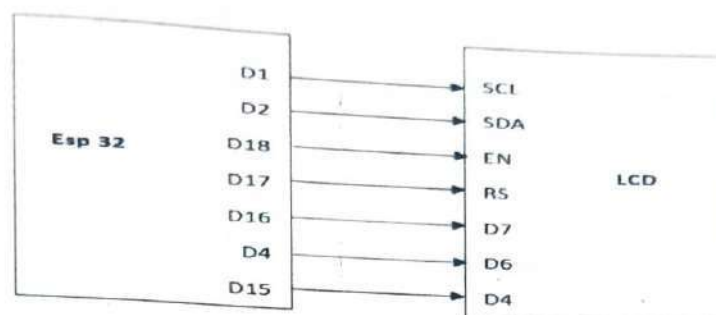 D1
SCL
D2
SDA
Esp 32
D18
EN
LCD
D17
RS
D16
D7
D4
D6
D15
D4